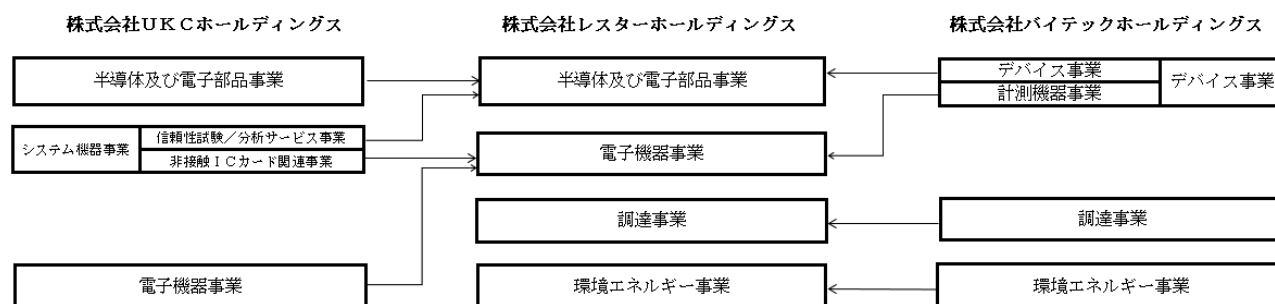 株式会社UKCホールディングス
株式会社レスターホールディングス
株式会社バイテックホールディングス
半導体及び電子部品事業
半導体及び電子部品事業
デバイス事業
デバイス事業
計測機器事業
システム機器事業
信頼性試験／分析サービス事業
非接触ICカード関連事業
電子機器事業
調達事業
調達事業
電子機器事業
環境エネルギー事業
環境エネルギー事業